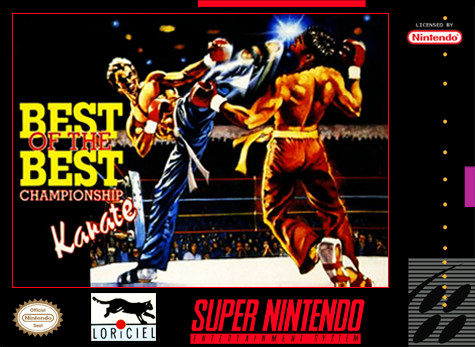 LICENSED BY
Nintendo
BEST
OF THE
BEST
CHAMPIONSHIP
Karate
Official
Nintendo
Seal
LORICIEL
SUPER NINTENDO
ENTERTAINMENT SYSTEM